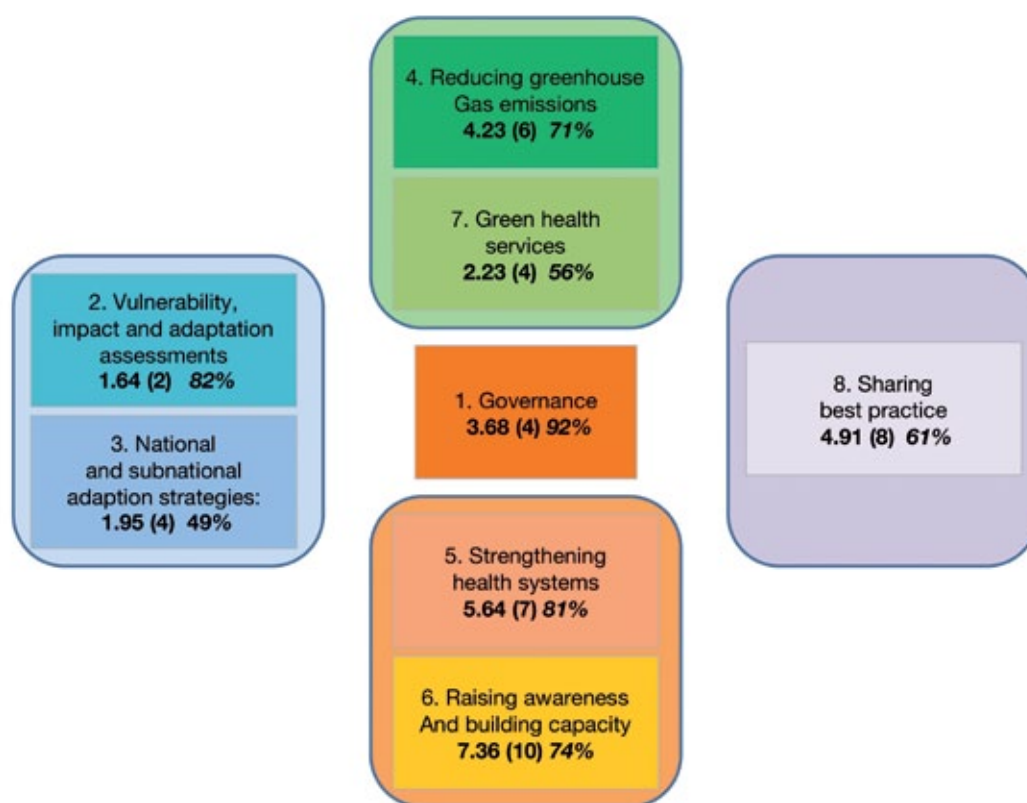 4. Reducing greenhouse
Gas emissions
4.23 (6) 71%
7. Green health
services
2.23 (4) 56%
2. Vulnerability,
impact and adaptation
assessments
1.64 (2) 82%
3. National
and subnational
adaption strategies:
1.95 (4) 49%
1. Governance
3.68 (4) 92%
8. Sharing
best practice
4.91 (8) 61%
5. Strengthening
health systems
5.64 (7) 81%
6. Raising awareness
And building capacity
7.36 (10) 74%